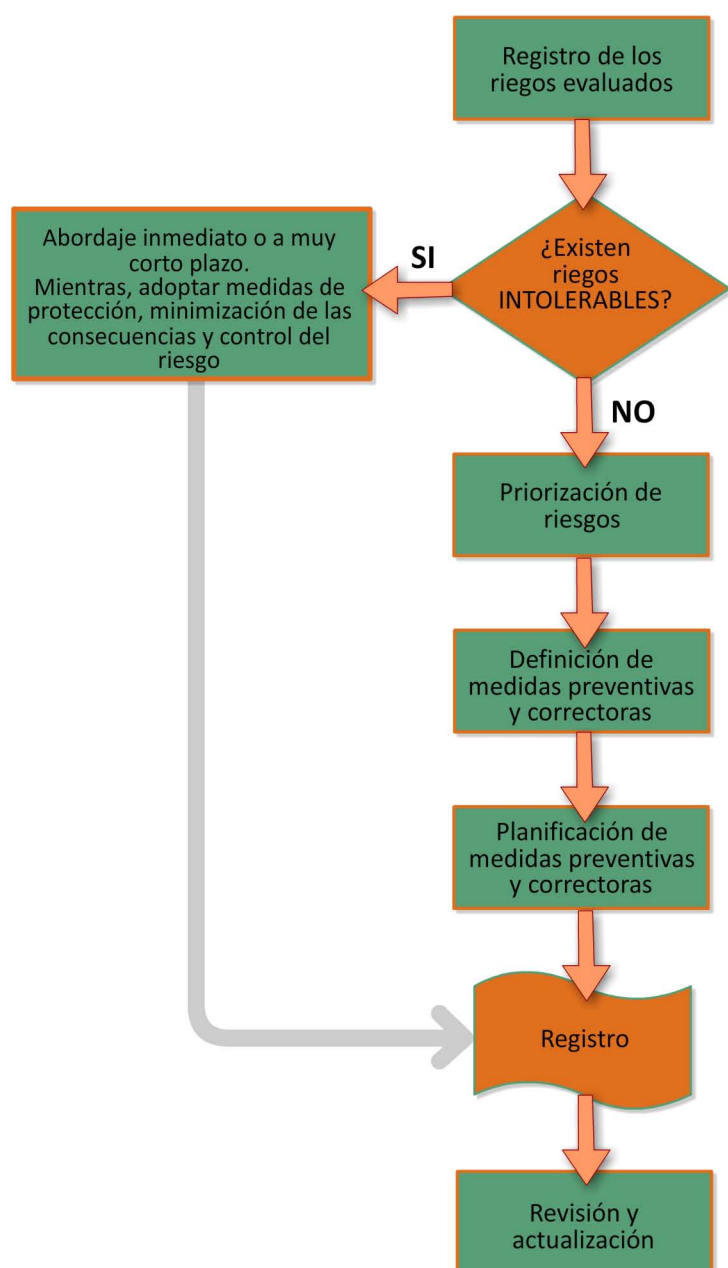 Registro de los
riegos evaluados
¿Existen
riegos
INTOLERABLES?
SI
Abordaje inmediato o a muy
corto plazo.
Mientras, adoptar medidas de
protección, minimización de las
consecuencias y control del
riesgo
NO
Priorización de
riesgos
Definición de
medidas preventivas
y correctoras
Planificación de
medidas preventivas
y correctoras
Registro
Revisión y
actualización